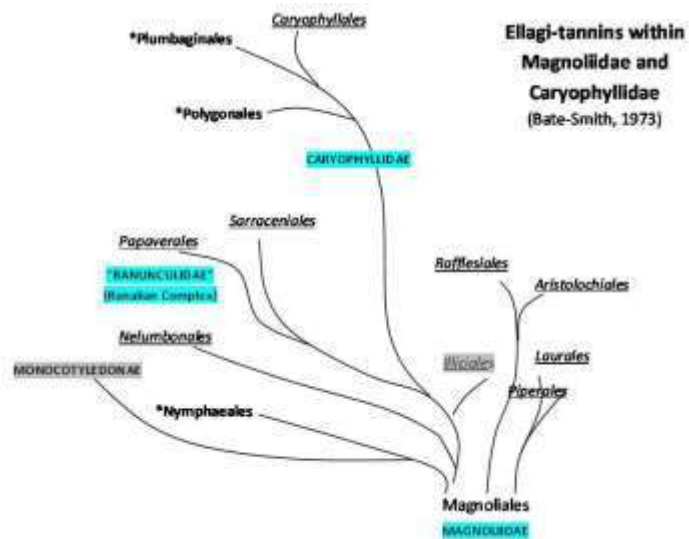 Ellagi-tannins within
Magnoliidae and
Caryophyllidae
(Bate-Smith, 1973)
Caryophyllales
*Plumbaginales
*Polygonales
CARYOPHYLLIDAE
Sarraceniales
Papaverales
"RANUNCULIDAE"
(Ranalian Complex)
Rafflesiales
Aristolochiales
Nelumbonales
Illiciales
Laurales
MONOCOTYLEDONAE
Piperales
*Nymphaeales
Magnoliales
MAGNOLIIDAE